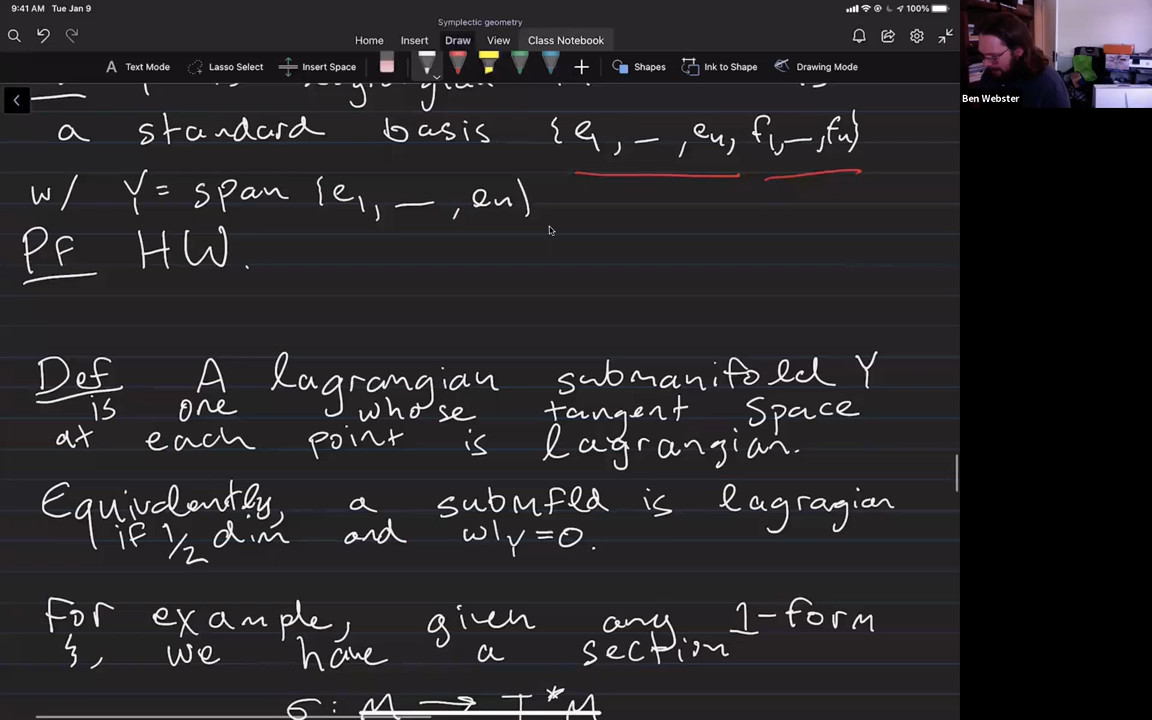 9:41 AM Tue Jan 9
100%
Symplectic geometry
Home Insert Draw View Class Notebook
Text Mode Lasso Select Insert Space Shapes Ink to Shape Drawing Mode
Ben Webster
is lagrangian is
a standard basis {e1, —, en, f1, —, fn}
w/ Y = span {e1, —, en}
Pf HW.
Def A lagrangian submanifold Y
is one whose tangent space
at each point is lagrangian.
Equivalently, a submfld is lagragian
if 1/2 dim and ω|Y = 0.
For example, given any 1-form
ξ, we have a section
σ: M → T*M